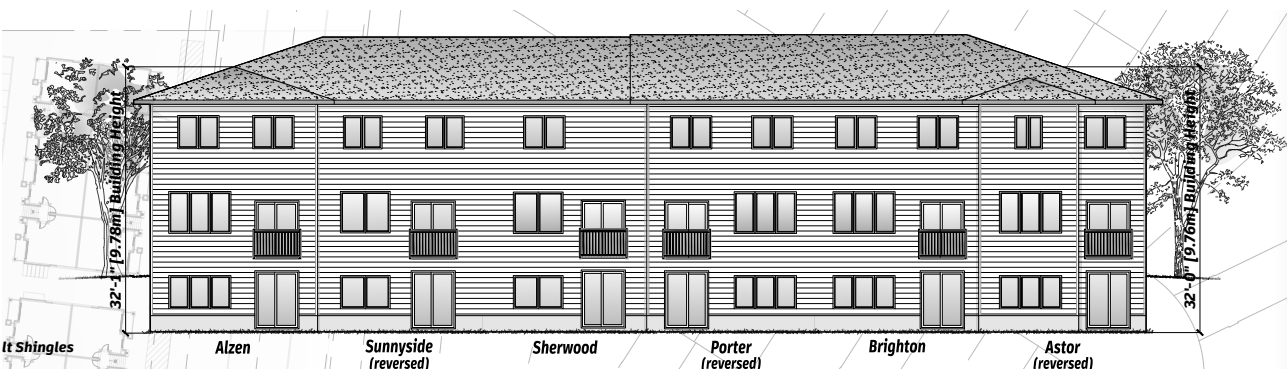 32'-1" [9.78m] Building Height
32'-0" [9.76m] Building Height
lt Shingles
Alzen
Sunnyside
(reversed)
Sherwood
Porter
(reversed)
Brighton
Astor
(reversed)